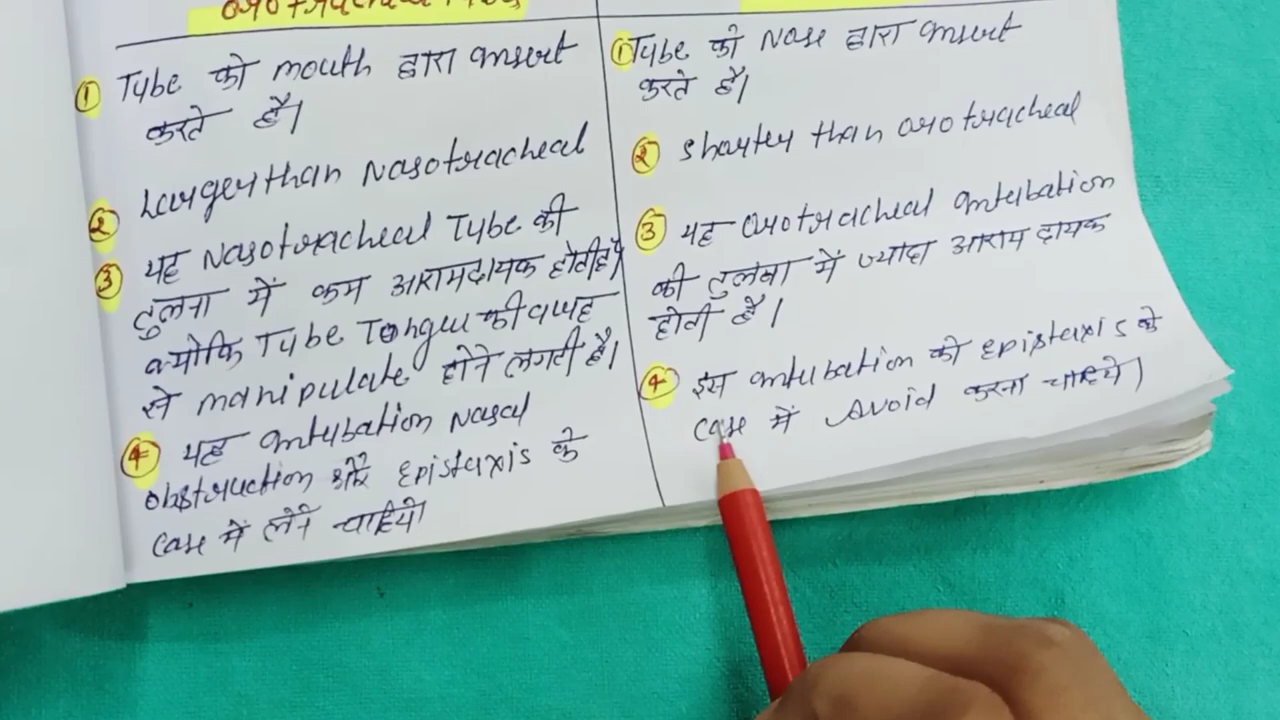 orotracheal Tube
① Tube को mouth द्वारा insert
करते है।
② Larger than Nasotracheal
③ यह Nasotracheal Tube की
तुलना में कम आरामदायक होती है
क्योकि Tube Tongue की वजह
से manipulate होने लगती है।
④ यह intubation Nasal
obstruction और Epistaxis के
case में लेने चाहिये
① Tube को Nose द्वारा insert
करते है।
② shorter than orotracheal
③ यह orotracheal intubation
की तुलना में ज्यादा आराम दायक
होती है।
④ इस intubation को epistaxis के
case में Avoid करना चाहिये।